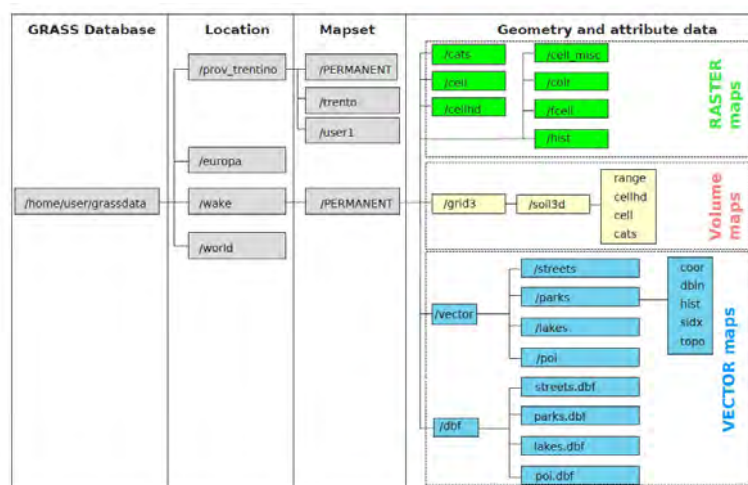 GRASS Database
Location
Mapset
Geometry and attribute data
/home/user/grassdata
/prov_trentino
/europa
/wake
/world
/PERMANENT
/trento
/user1
/PERMANENT
/cats
/cell
/cellhd
/cell_misc
/colr
/fcell
/hist
RASTER
maps
/grid3
/soil3d
range
cellhd
cell
cats
Volume
maps
/vector
/streets
/parks
/lakes
/poi
coor
dbln
hist
sidx
topo
/dbf
streets.dbf
parks.dbf
lakes.dbf
poi.dbf
VECTOR maps